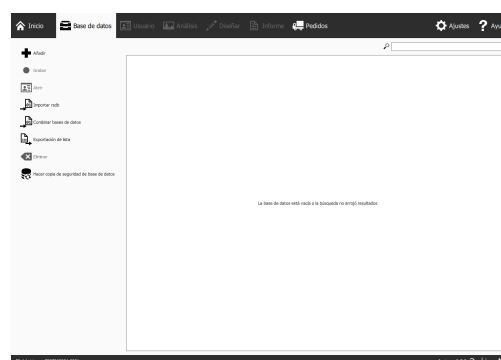 Inicio Base de datos Usuario Análisis Diseñar Informe Pedidos Ajustes Ayu
Añadir
Grabar
Abrir
Importar rsdb
Combinar bases de datos
Exportación de lista
Eliminar
Hacer copia de seguridad de base de datos
La base de datos está vacía o la búsqueda no arrojó resultados